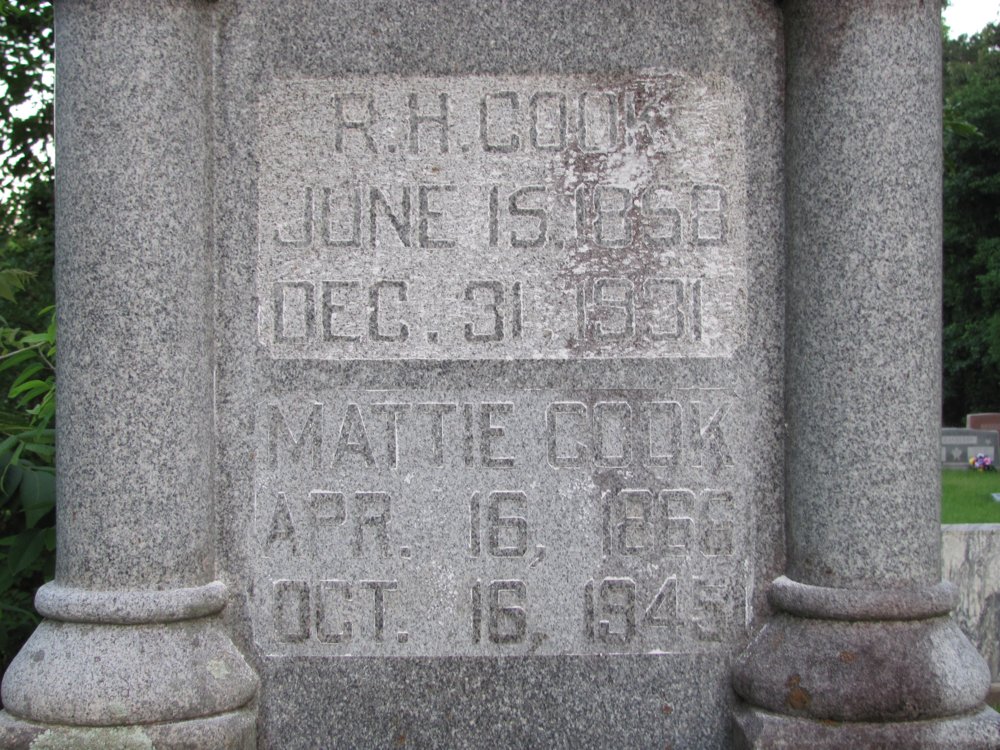 R.H. COOK
JUNE 15, 1858
DEC. 31, 1931
MATTIE COOK
APR. 16, 1866
OCT. 16, 1945